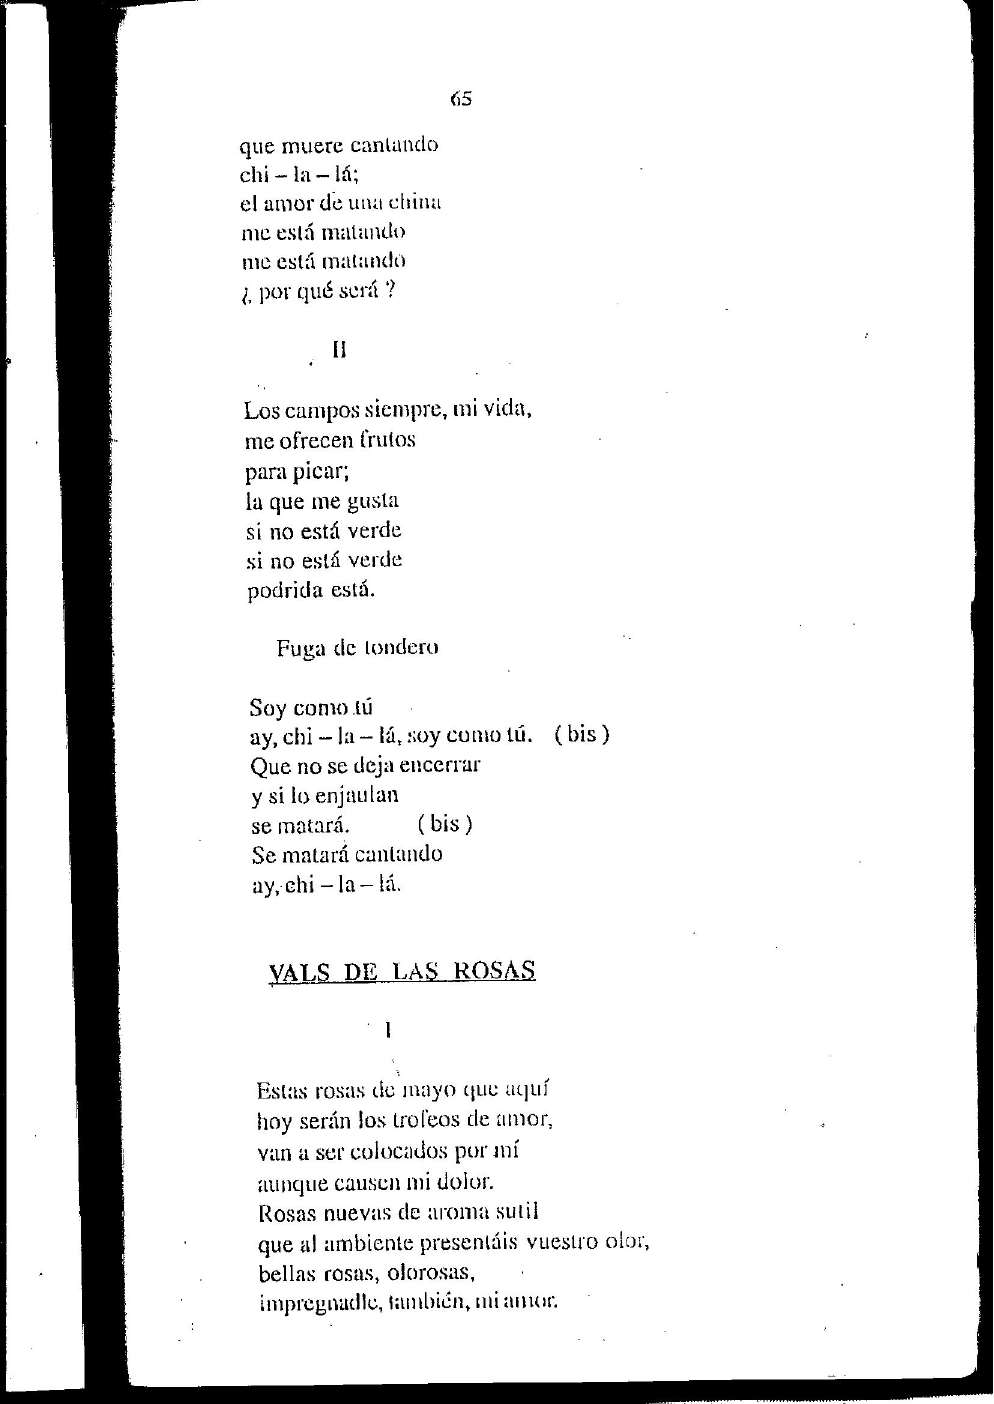 65
que muere cantando
chi – la – lá;
el amor de una china
me está matando
me está matando
¿ por qué será ?
II
Los campos siempre, mi vida,
me ofrecen frutos
para picar;
la que me gusta
si no está verde
si no está verde
podrida está.
Fuga de tondero
Soy como tú
ay, chi – la – lá, soy como tú. ( bis )
Que no se deja encerrar
y si lo enjaulan
se matará. ( bis )
Se matará cantando
ay, chi – la – lá.
VALS DE LAS ROSAS
I
Estas rosas de mayo que aquí
hoy serán los trofeos de amor,
van a ser colocados por mí
aunque causen mi dolor.
Rosas nuevas de aroma sutil
que al ambiente presentáis vuestro olor,
bellas rosas, olorosas,
impregnadle, también, mi amor.